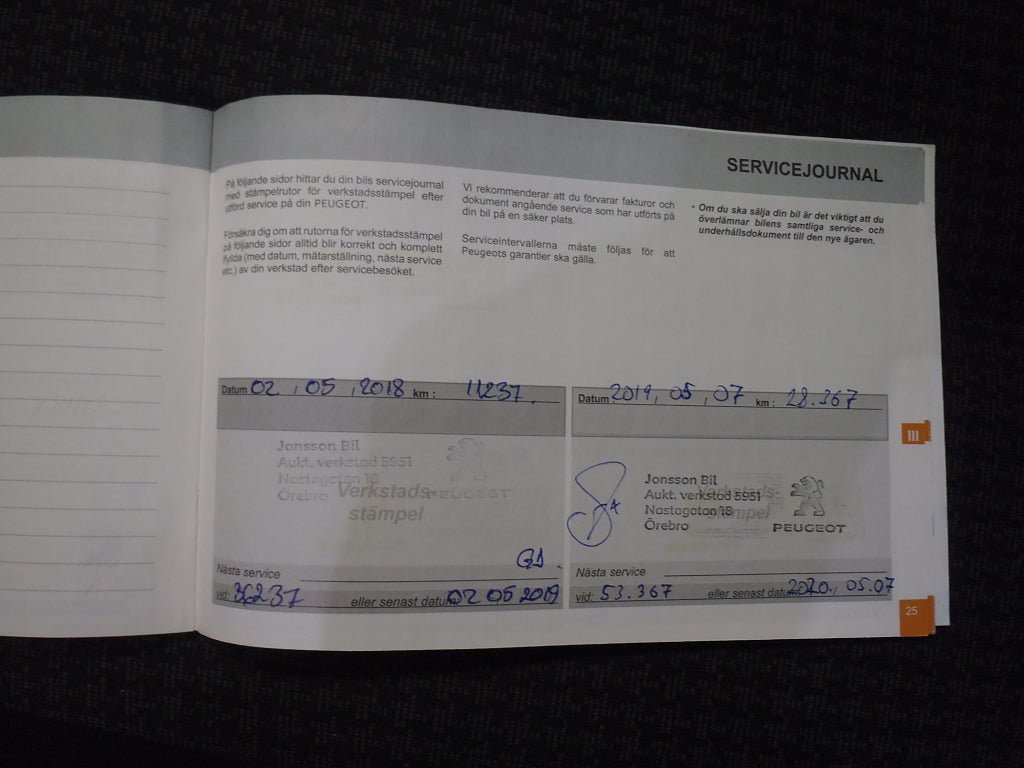 SERVICEJOURNAL
På följande sidor hittar du din bils servicejournal
med stämpelrutor för verkstadsstämpel efter
utförd service på din PEUGEOT.
Försäkra dig om att rutorna för verkstadsstämpel
på följande sidor alltid blir korrekt och komplett
ifyllda (med datum, mätarställning, nästa service
etc.) av din verkstad efter servicebesöket.
Vi rekommenderar att du förvarar fakturor och
dokument angående service som har utförts på
din bil på en säker plats.
Serviceintervallerna måste följas för att
Peugeots garantier ska gälla.
• Om du ska sälja din bil är det viktigt att du
överlämnar bilens samtliga service- och
underhållsdokument till den nye ägaren.
Datum 02 , 05 , 2018 km : 11237.
Jonsson Bil
Aukt. verkstad 5951
Nastagatan 18
Örebro
PEUGEOT
Verkstads-
stämpel
Nästa service
vid: 36237 eller senast datum 02 05 2019
Datum : 2019, 05, 07 km : 28.367
Jonsson Bil
Aukt. verkstad 5951
Nastagatan 18
Örebro
PEUGEOT
Verkstads-
stämpel
Nästa service
vid: 53.367 eller senast datum 2020. 05.07
III
25